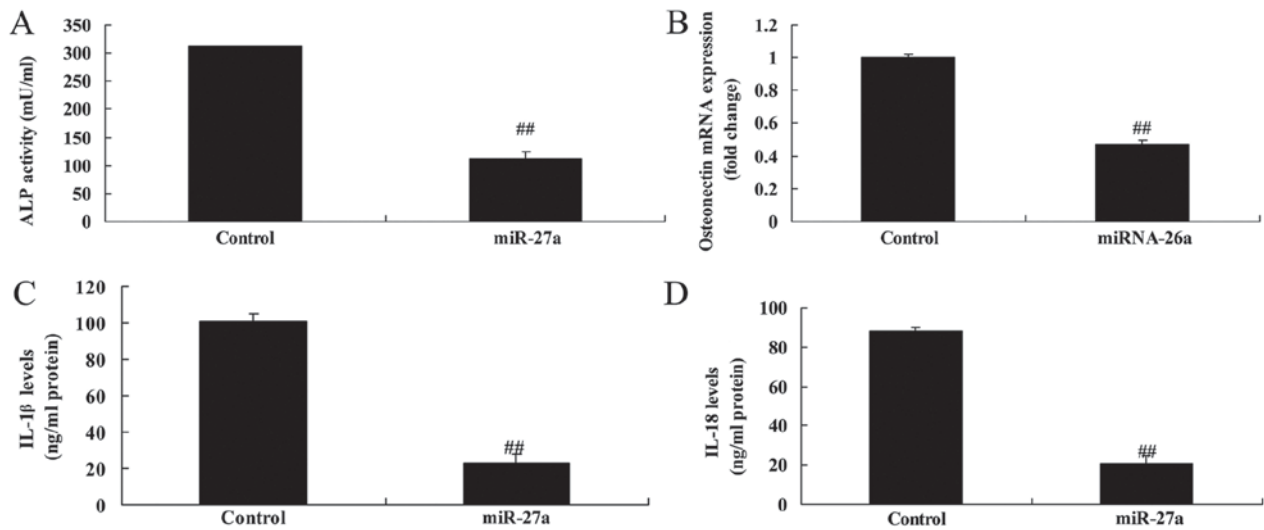 A
ALP activity (mU/ml)
350
300
250
200
150
100
50
0
##
Control
miR-27a
B
Osteonectin mRNA expression
(fold change)
1.2
1
0.8
0.6
0.4
0.2
0
##
Control
miRNA-26a
C
IL-1β levels
(ng/ml protein)
120
100
80
60
40
20
0
##
Control
miR-27a
D
IL-18 levels
(ng/ml protein)
100
80
60
40
20
0
##
Control
miR-27a